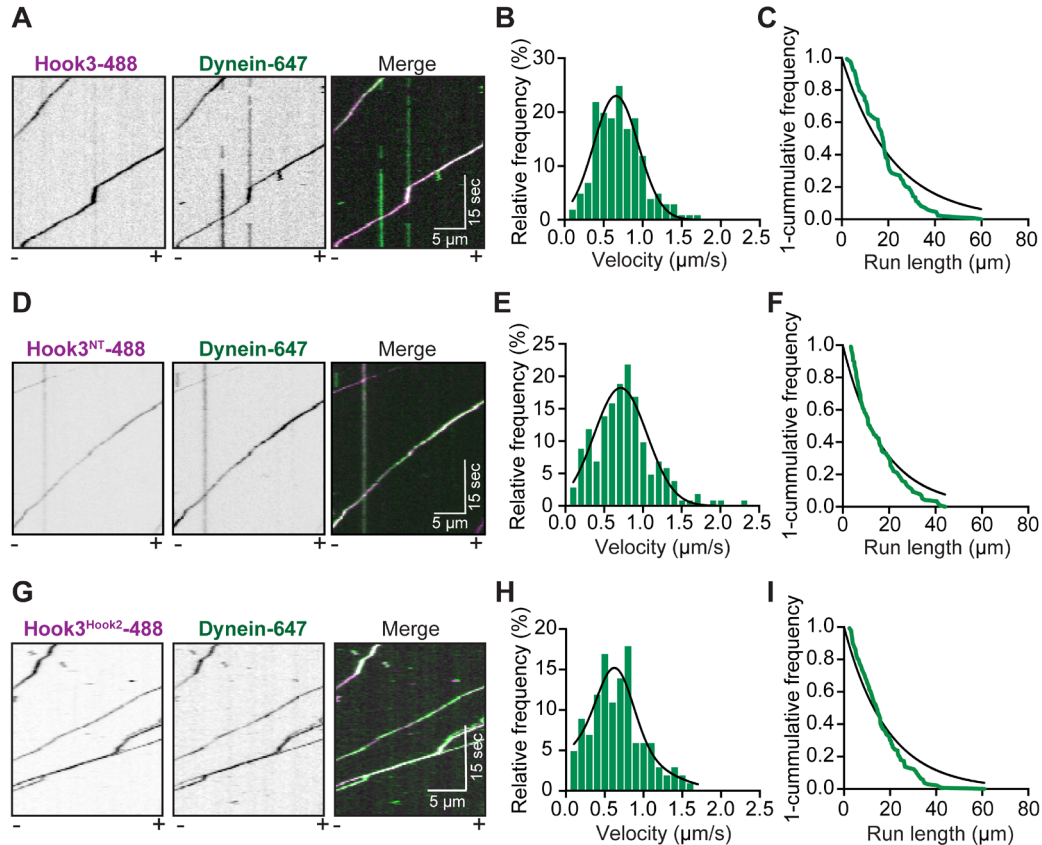 A
Hook3-488
Dynein-647
Merge
15 sec
5 µm
- + - + - +
B
Relative frequency (%)
30
20
10
0
0.0 0.5 1.0 1.5 2.0 2.5
Velocity (µm/s)
C
1-cummulative frequency
1.0
0.8
0.6
0.4
0.2
0.0
0 20 40 60 80
Run length (µm)
D
Hook3NT-488
Dynein-647
Merge
15 sec
5 µm
- + - + - +
E
Relative frequency (%)
25
20
15
10
5
0
0.0 0.5 1.0 1.5 2.0 2.5
Velocity (µm/s)
F
1-cummulative frequency
1.0
0.8
0.6
0.4
0.2
0.0
0 20 40 60 80
Run length (µm)
G
Hook3Hook2-488
Dynein-647
Merge
15 sec
5 µm
- + - + - +
H
Relative frequency (%)
20
15
10
5
0
0.0 0.5 1.0 1.5 2.0 2.5
Velocity (µm/s)
I
1-cummulative frequency
1.0
0.8
0.6
0.4
0.2
0.0
0 20 40 60 80
Run length (µm)